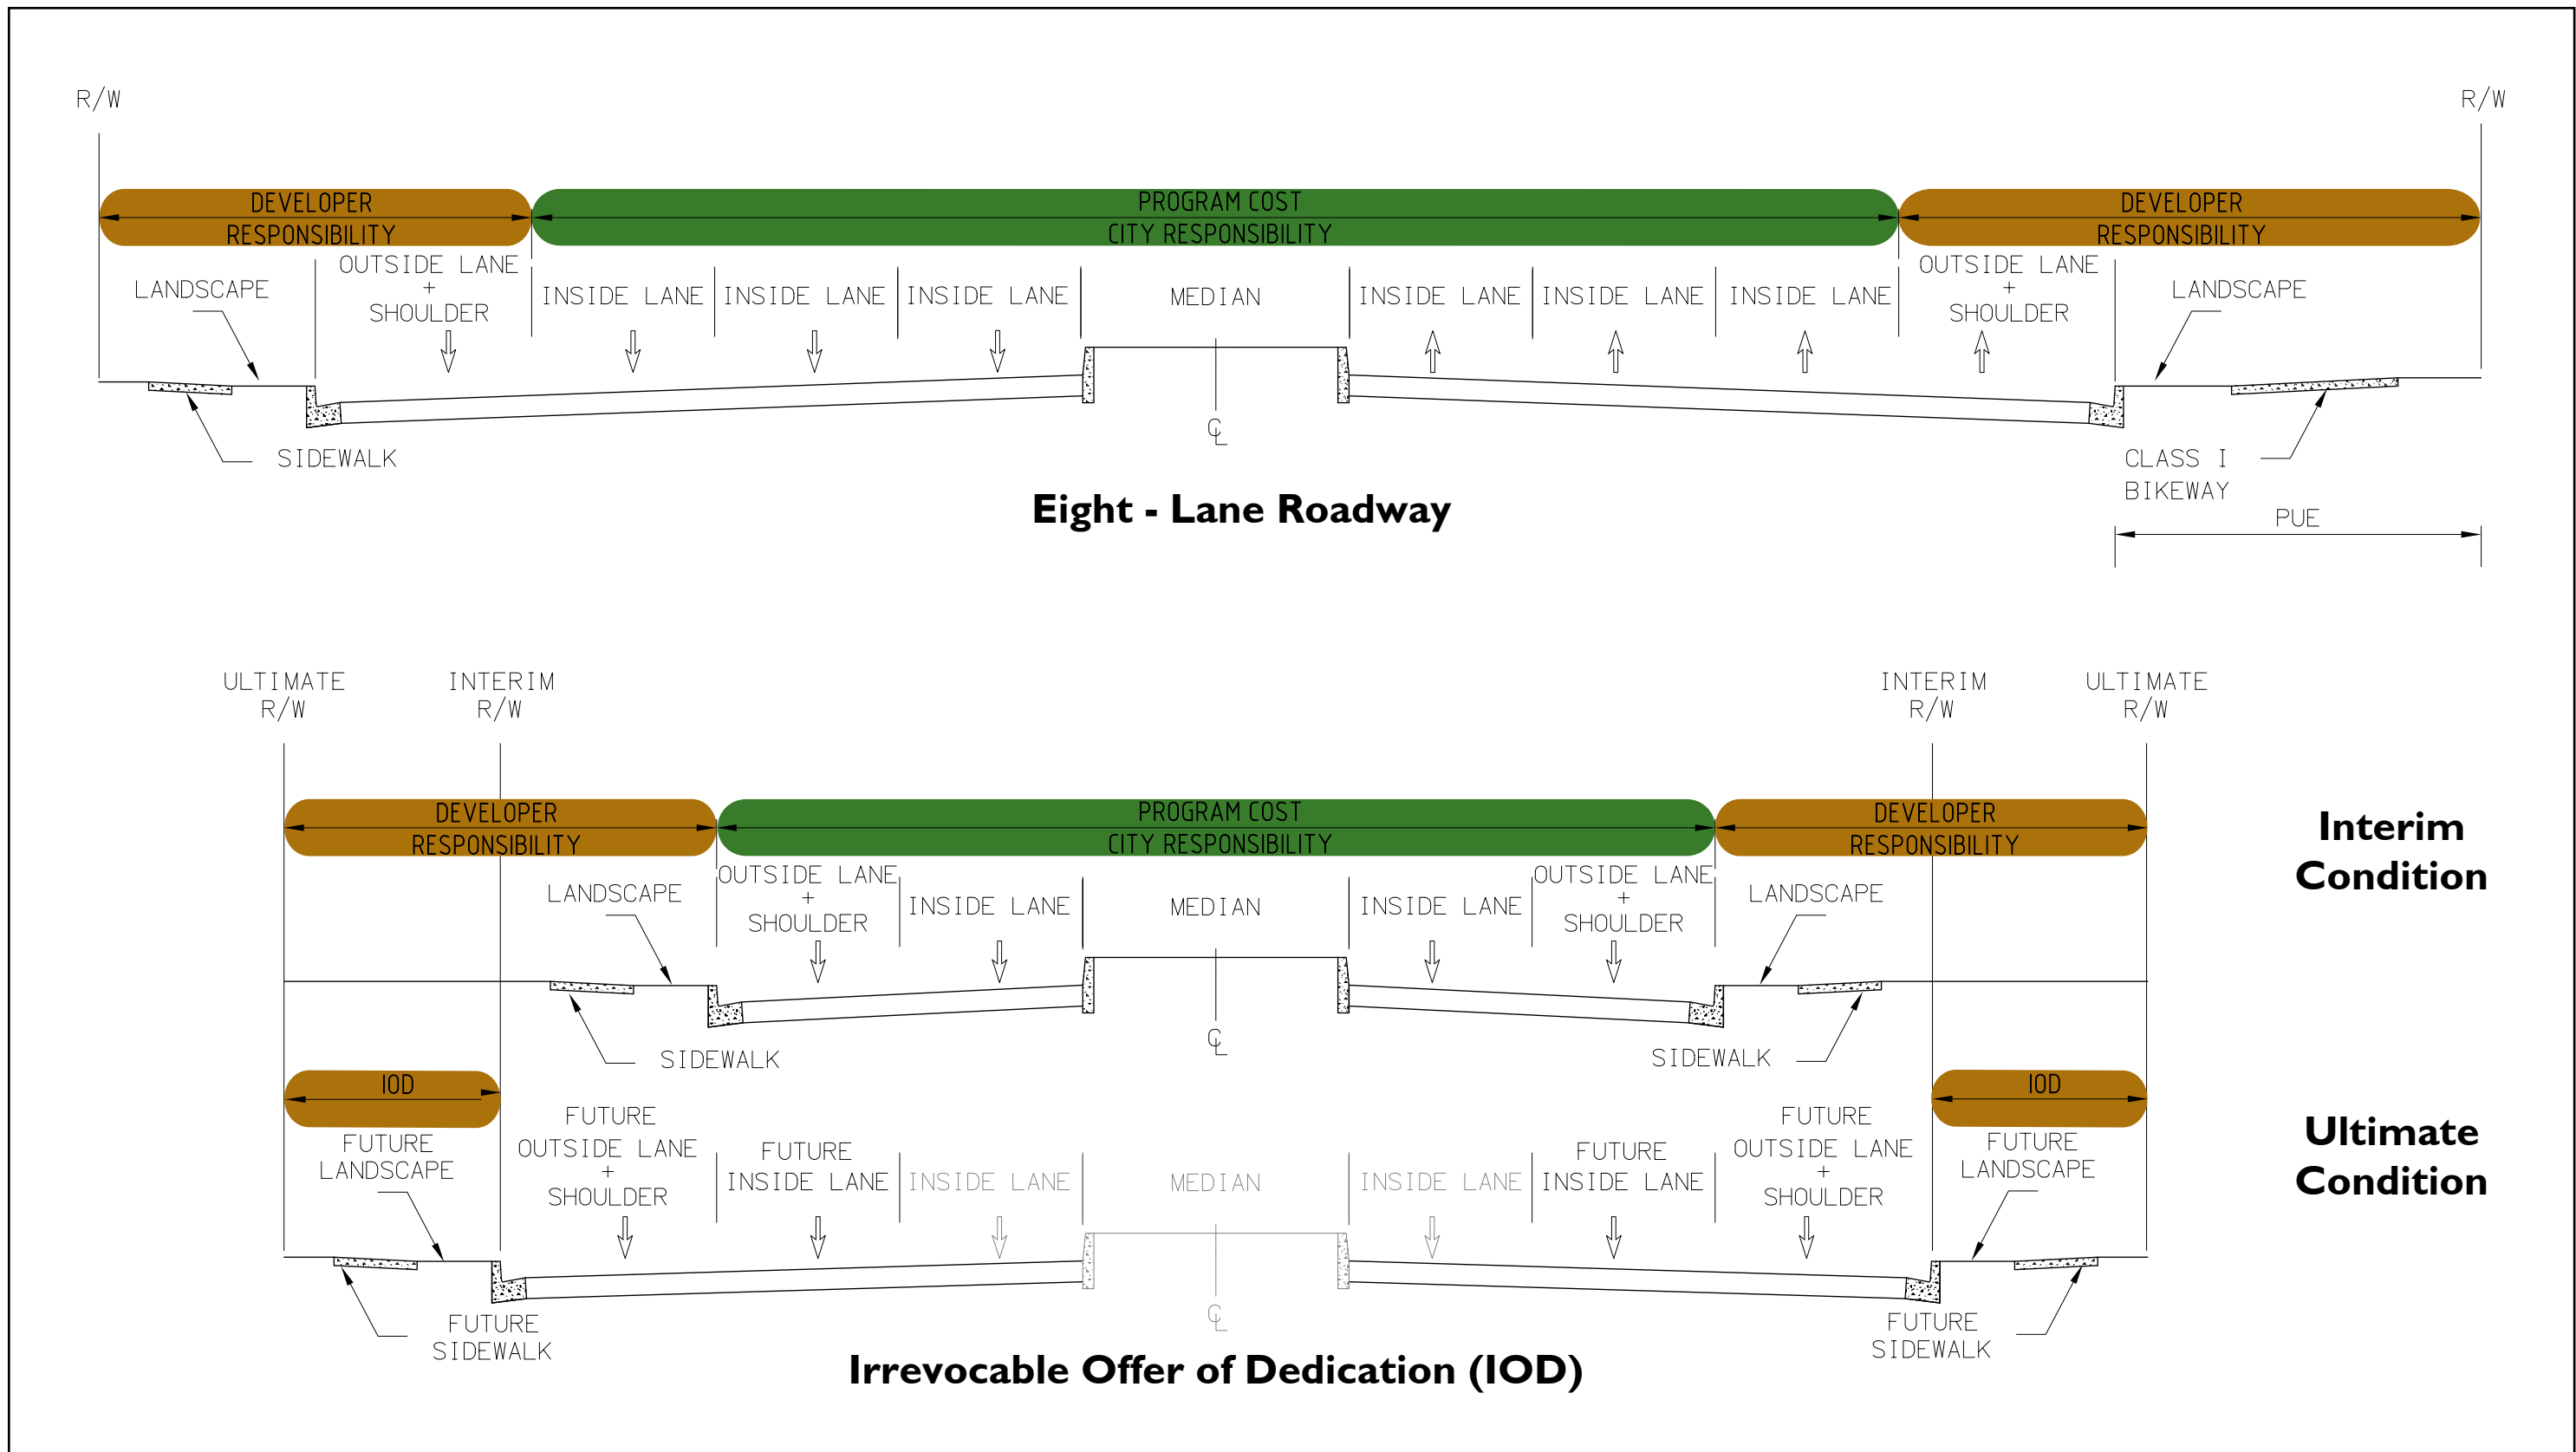 R/W
R/W
DEVELOPER
RESPONSIBILITY
PROGRAM COST
CITY RESPONSIBILITY
DEVELOPER
RESPONSIBILITY
LANDSCAPE
OUTSIDE LANE
+
SHOULDER
INSIDE LANE
INSIDE LANE
INSIDE LANE
MEDIAN
INSIDE LANE
INSIDE LANE
INSIDE LANE
OUTSIDE LANE
+
SHOULDER
LANDSCAPE
SIDEWALK
CL
CLASS I
BIKEWAY
PUE
Eight - Lane Roadway
ULTIMATE
R/W
INTERIM
R/W
INTERIM
R/W
ULTIMATE
R/W
DEVELOPER
RESPONSIBILITY
PROGRAM COST
CITY RESPONSIBILITY
DEVELOPER
RESPONSIBILITY
Interim
Condition
LANDSCAPE
OUTSIDE LANE
+
SHOULDER
INSIDE LANE
MEDIAN
INSIDE LANE
OUTSIDE LANE
+
SHOULDER
LANDSCAPE
SIDEWALK
CL
SIDEWALK
IOD
IOD
FUTURE
LANDSCAPE
FUTURE
OUTSIDE LANE
+
SHOULDER
FUTURE
INSIDE LANE
INSIDE LANE
MEDIAN
INSIDE LANE
FUTURE
INSIDE LANE
FUTURE
OUTSIDE LANE
+
SHOULDER
FUTURE
LANDSCAPE
Ultimate
Condition
FUTURE
SIDEWALK
CL
FUTURE
SIDEWALK
Irrevocable Offer of Dedication (IOD)